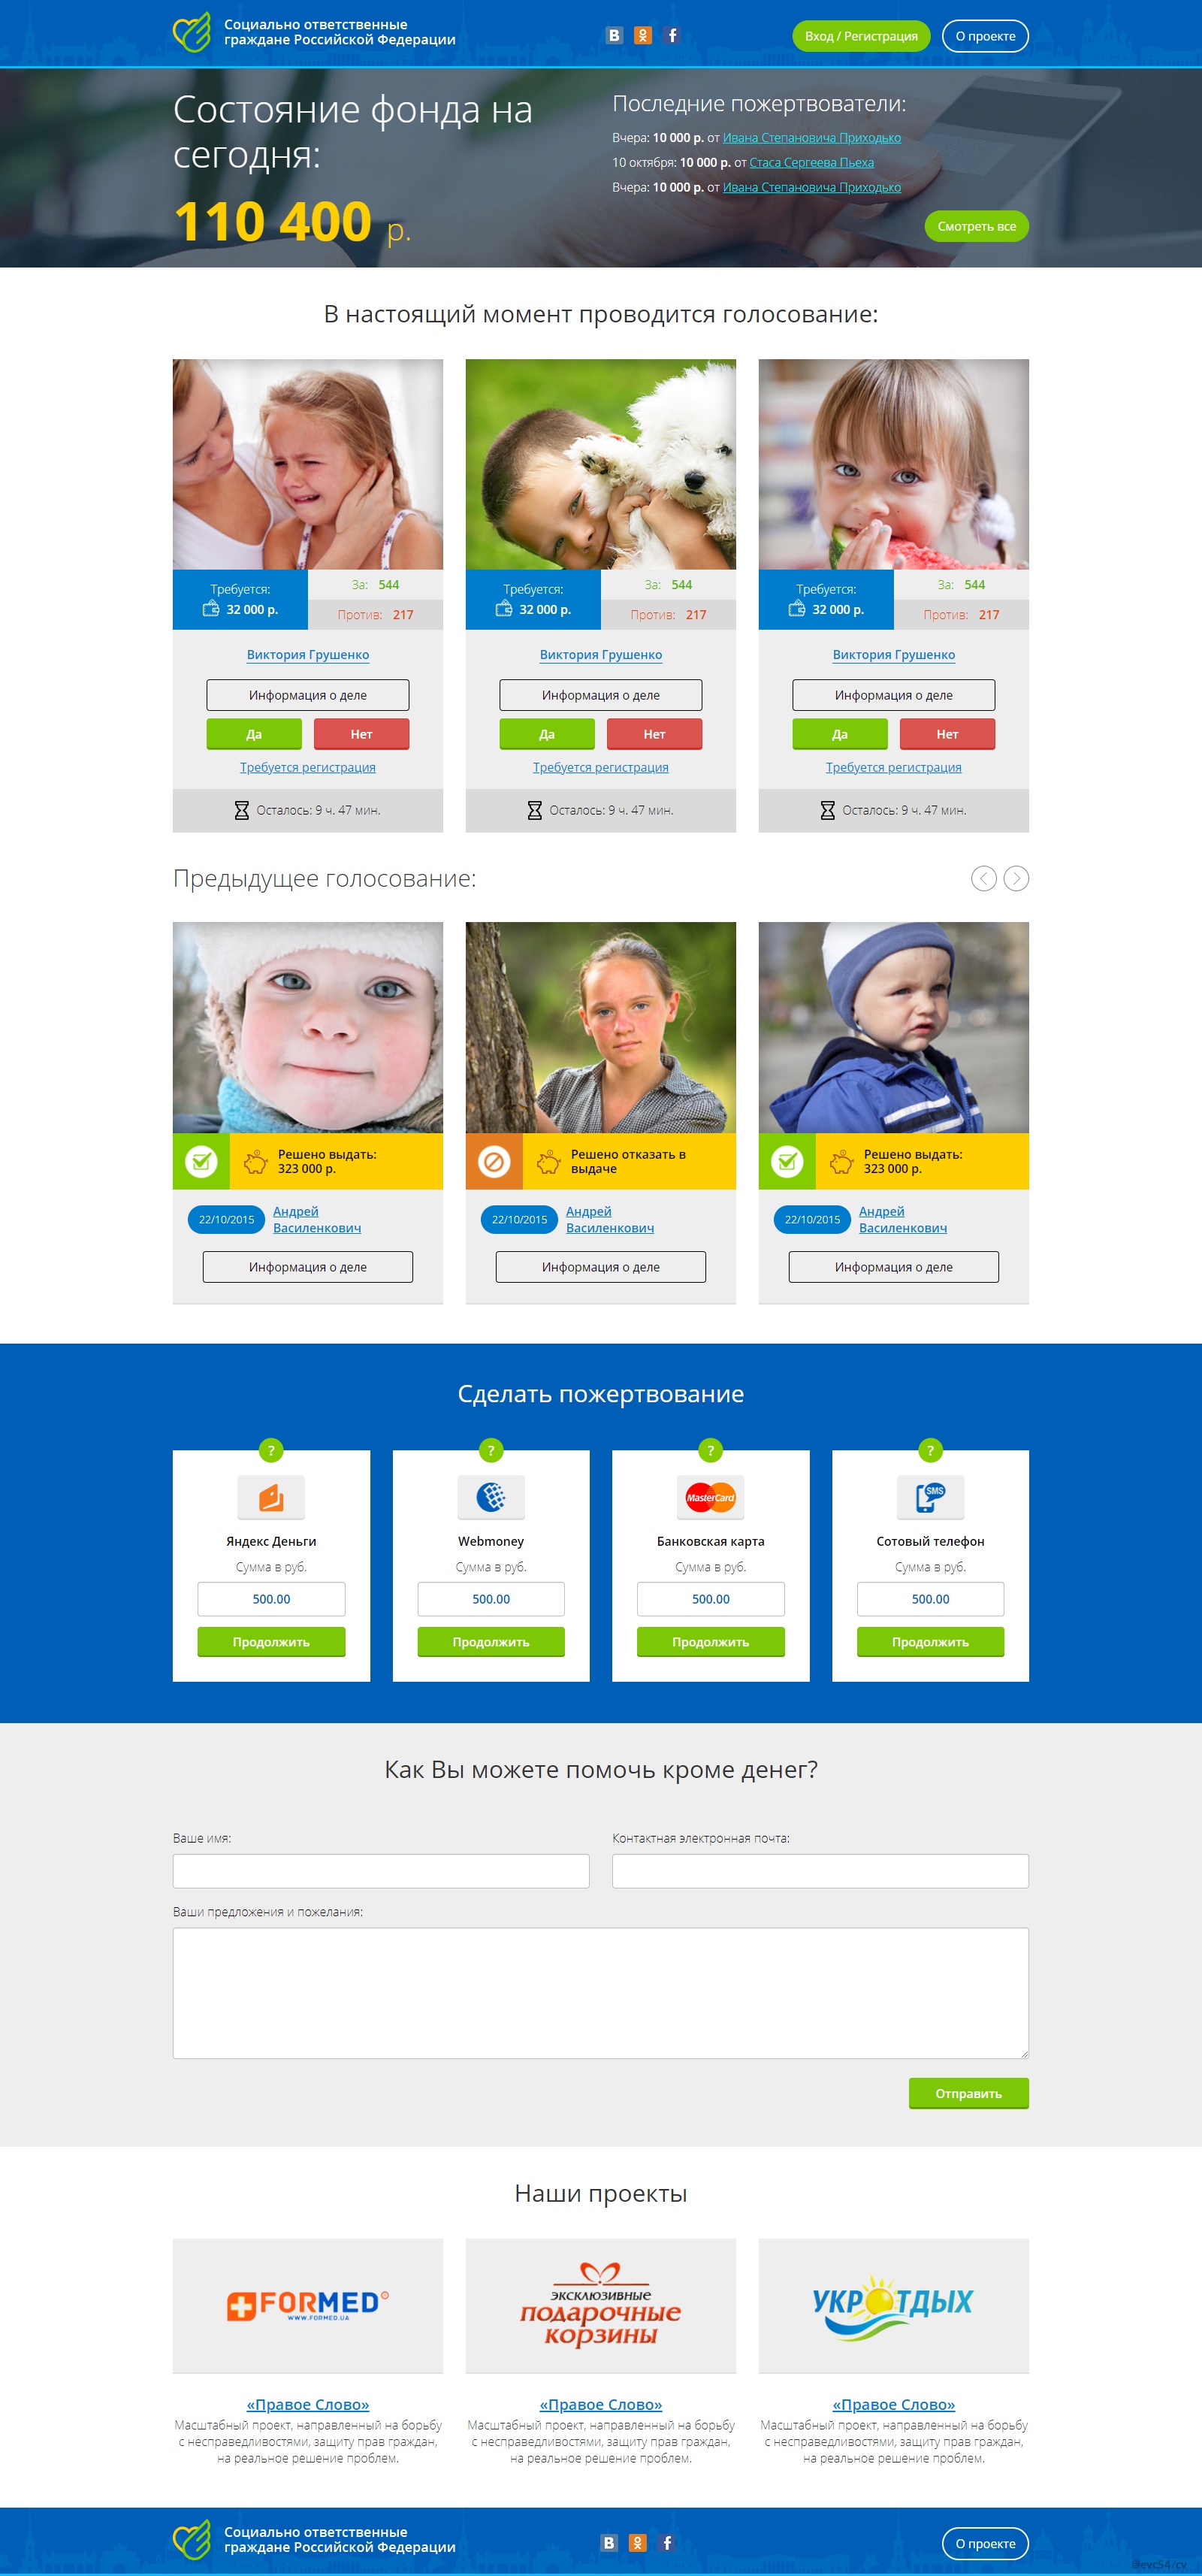 Социально ответственные
граждане Российской Федерации
Вход / Регистрация
О проекте
Состояние фонда на
сегодня:
110 400 р.
Последние пожертвователи:
Вчера: 10 000 р. от Ивана Степановича Приходько
10 октября: 10 000 р. от Стаса Сергеева Пьеха
Вчера: 10 000 р. от Ивана Степановича Приходько
Смотреть все
В настоящий момент проводится голосование:
Требуется:
32 000 р.
За: 544
Против: 217
Виктория Грушенко
Информация о деле
Да
Нет
Требуется регистрация
Осталось: 9 ч. 47 мин.
Требуется:
32 000 р.
За: 544
Против: 217
Виктория Грушенко
Информация о деле
Да
Нет
Требуется регистрация
Осталось: 9 ч. 47 мин.
Требуется:
32 000 р.
За: 544
Против: 217
Виктория Грушенко
Информация о деле
Да
Нет
Требуется регистрация
Осталось: 9 ч. 47 мин.
Предыдущее голосование:
Решено выдать:
323 000 р.
22/10/2015
Андрей
Василенкович
Информация о деле
Решено отказать в
выдаче
22/10/2015
Андрей
Василенкович
Информация о деле
Решено выдать:
323 000 р.
22/10/2015
Андрей
Василенкович
Информация о деле
Сделать пожертвование
?
Яндекс Деньги
Сумма в руб.
500.00
Продолжить
?
Webmoney
Сумма в руб.
500.00
Продолжить
?
MasterCard
Банковская карта
Сумма в руб.
500.00
Продолжить
?
SMS
Сотовый телефон
Сумма в руб.
500.00
Продолжить
Как Вы можете помочь кроме денег?
Ваше имя:
Контактная электронная почта:
Ваши предложения и пожелания:
Отправить
Наши проекты
FORMED
WWW.FORMED.UA
«Правое Слово»
Масштабный проект, направленный на борьбу
с несправедливостями, защиту прав граждан,
на реальное решение проблем.
ЭКСКЛЮЗИВНЫЕ
подарочные
корзины
«Правое Слово»
Масштабный проект, направленный на борьбу
с несправедливостями, защиту прав граждан,
на реальное решение проблем.
УКРОТДЫХ
«Правое Слово»
Масштабный проект, направленный на борьбу
с несправедливостями, защиту прав граждан,
на реальное решение проблем.
Социально ответственные
граждане Российской Федерации
О проекте